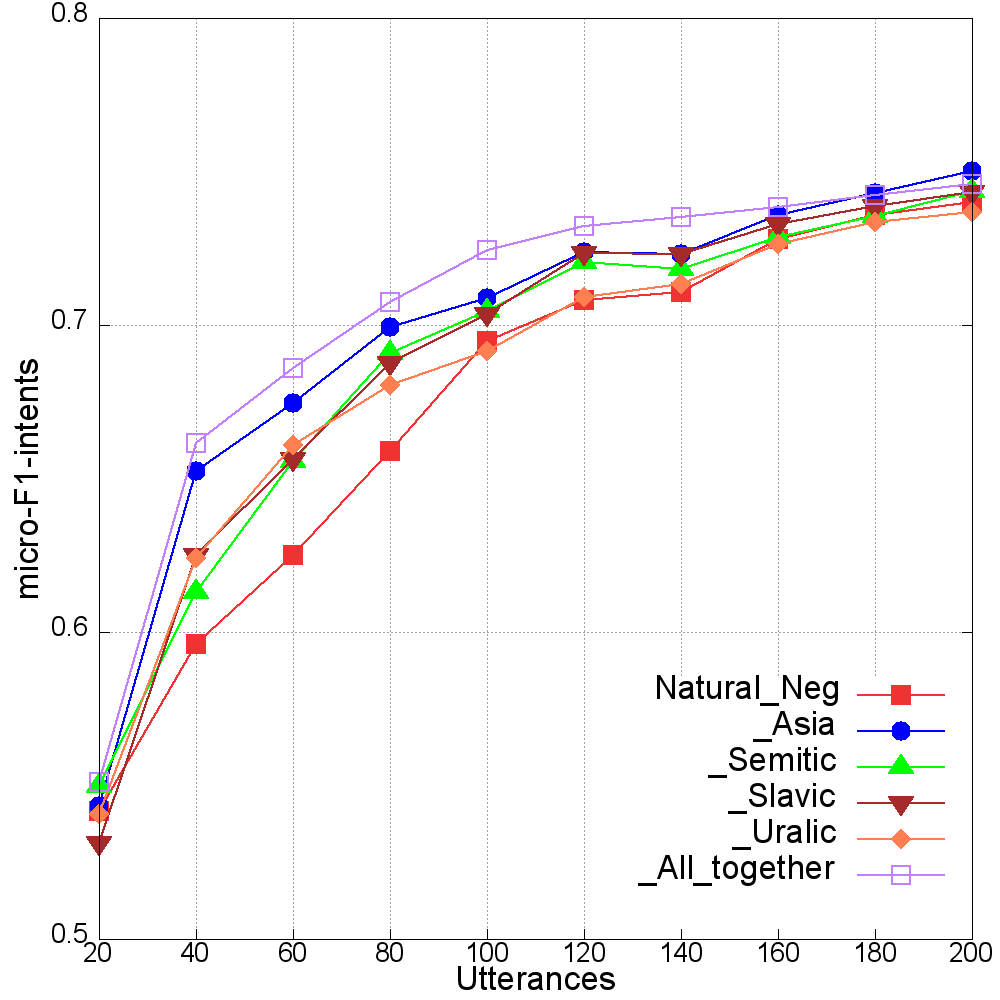 0.8
0.7
0.6
0.5
micro-F1-intents
Natural_Neg
_Asia
_Semitic
_Slavic
_Uralic
_All_together
20 40 60 80 100 120 140 160 180 200
Utterances